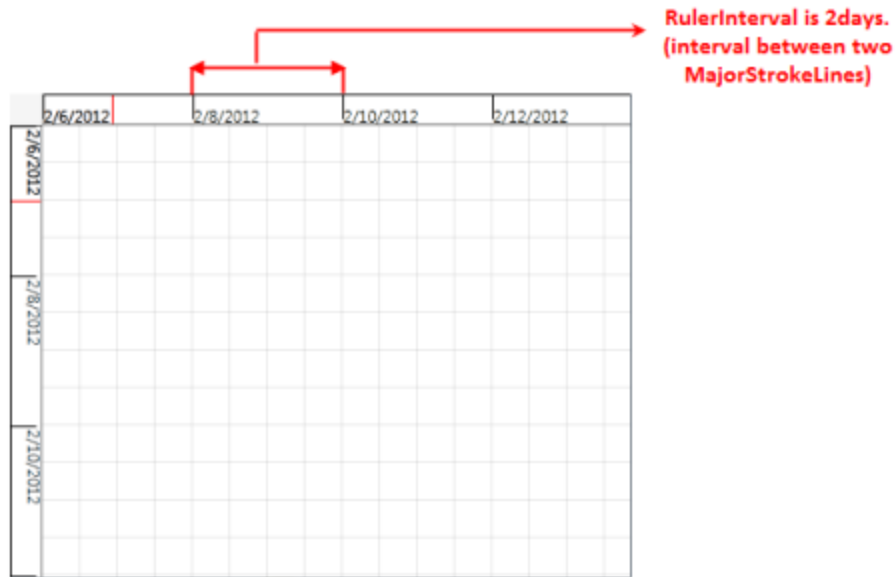 RulerInterval is 2days.
(interval between two
MajorStrokeLines)
2/6/2012
2/8/2012
2/10/2012
2/12/2012
2/6/2012
2/8/2012
2/10/2012